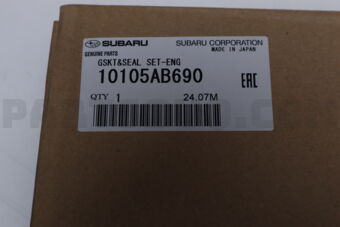 SUBARU SUBARU CORPORATION
GENUINE PARTS MADE IN JAPAN
GSKT&SEAL SET-ENG
10105AB690
EAC
QTY 1 24.07M